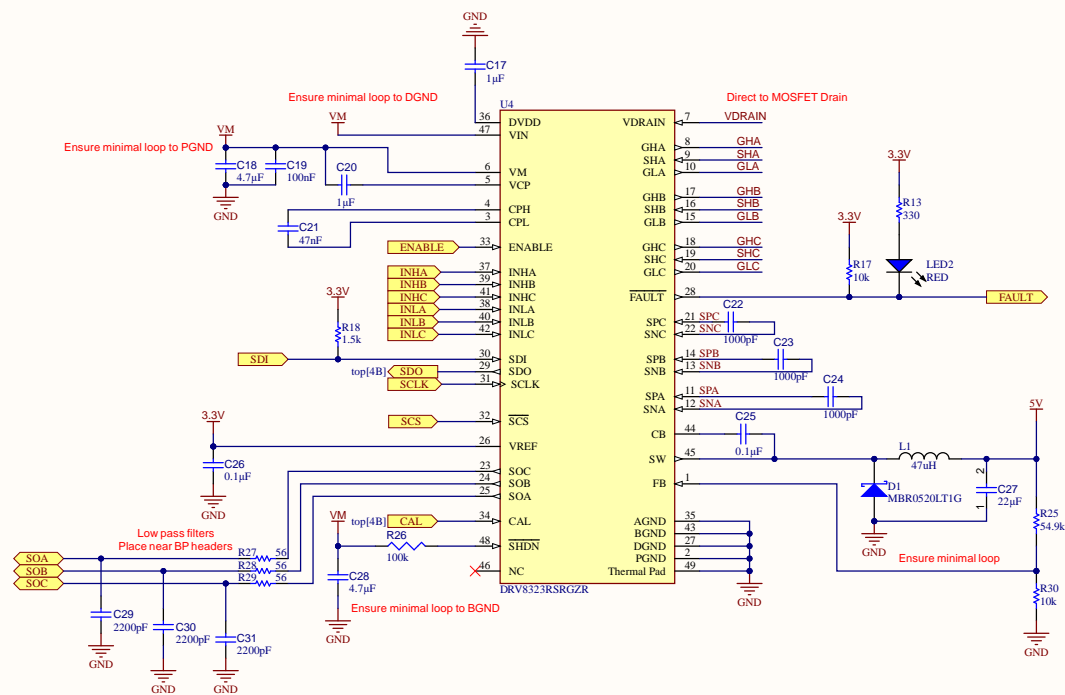 GND
C17
1µF
Ensure minimal loop to DGND
VM
U4
Direct to MOSFET Drain
36 DVDD
47 VIN
6 VM
5 VCP
4 CPH
3 CPL
33 ENABLE
37 INHA
39 INHB
41 INHC
38 INLA
40 INLB
42 INLC
30 SDI
29 SDO
31 SCLK
32 SCS
26 VREF
23 SOC
24 SOB
25 SOA
34 CAL
48 SHDN
46 NC
DRV8323RSRGZR
VDRAIN 7 VDRAIN
GHA 8 GHA
SHA 9 SHA
GLA 10 GLA
GHB 17 GHB
SHB 16 SHB
GLB 15 GLB
GHC 18 GHC
SHC 19 SHC
GLC 20 GLC
FAULT 28
SPC 21 SPC
SNC 22 SNC
SPB 14 SPB
SNB 13 SNB
SPA 11 SPA
SNA 12 SNA
CB 44
SW 45
FB 1
AGND 35
BGND 43
DGND 27
PGND 2
Thermal Pad 49
GND
VM
Ensure minimal loop to PGND
C18
4.7µF
C19
100nF
C20
1µF
GND
C21
47nF
ENABLE
INHA
INHB
INHC
INLA
INLB
INLC
3.3V
R18
1.5k
SDI
top[4B] SDO
SCLK
SCS
3.3V
C26
0.1µF
GND
top[4B] CAL
VM
R26
100k
C28
4.7µF
Ensure minimal loop to BGND
GND
Low pass filters
Place near BP headers
SOA
SOB
SOC
R27 56
R28 56
R29 56
C29
2200pF
GND
C30
2200pF
GND
C31
2200pF
GND
3.3V
R13
330
3.3V
R17
10k
LED2
RED
FAULT
C22
1000pF
C23
1000pF
C24
1000pF
C25
0.1µF
5V
L1
47uH
D1
MBR0520LT1G
2
C27
22µF
1
GND
R25
54.9k
Ensure minimal loop
R30
10k
GND